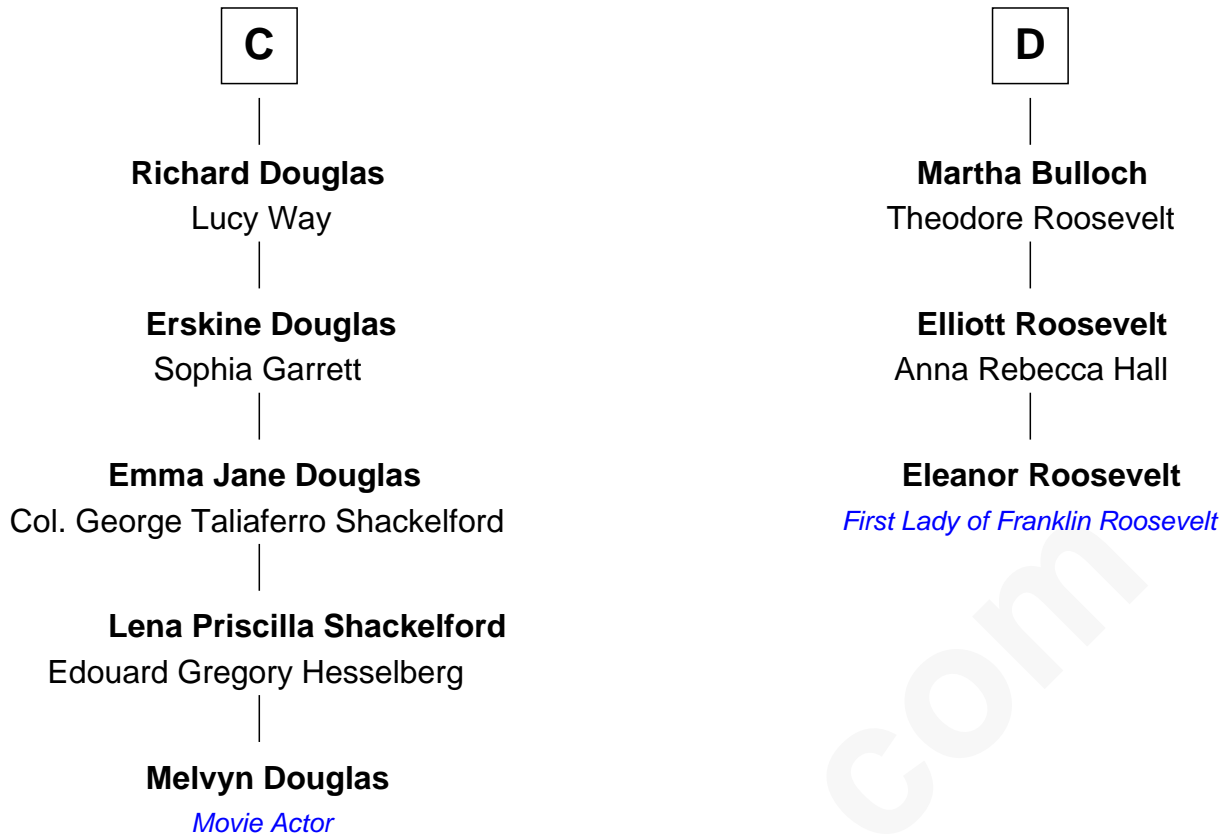 C
Richard Douglas
Lucy Way
Erskine Douglas
Sophia Garrett
Emma Jane Douglas
Col. George Taliaferro Shackelford
Lena Priscilla Shackelford
Edouard Gregory Hesselberg
Melvyn Douglas
Movie Actor
D
Martha Bulloch
Theodore Roosevelt
Elliott Roosevelt
Anna Rebecca Hall
Eleanor Roosevelt
First Lady of Franklin Roosevelt
com